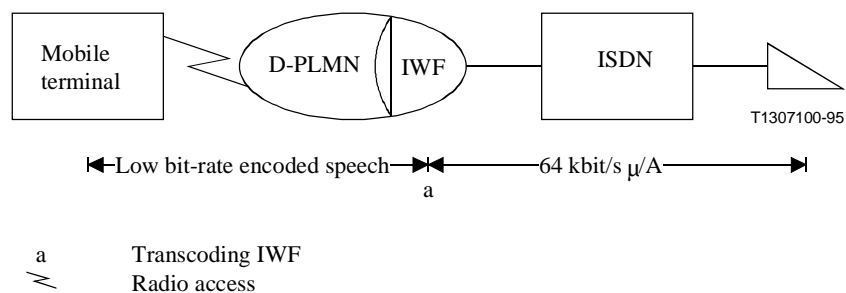 Mobile
terminal
D-PLMN
IWF
ISDN
T1307100-95
Low bit-rate encoded speech
64 kbit/s µ/A
a
a Transcoding IWF
Radio access